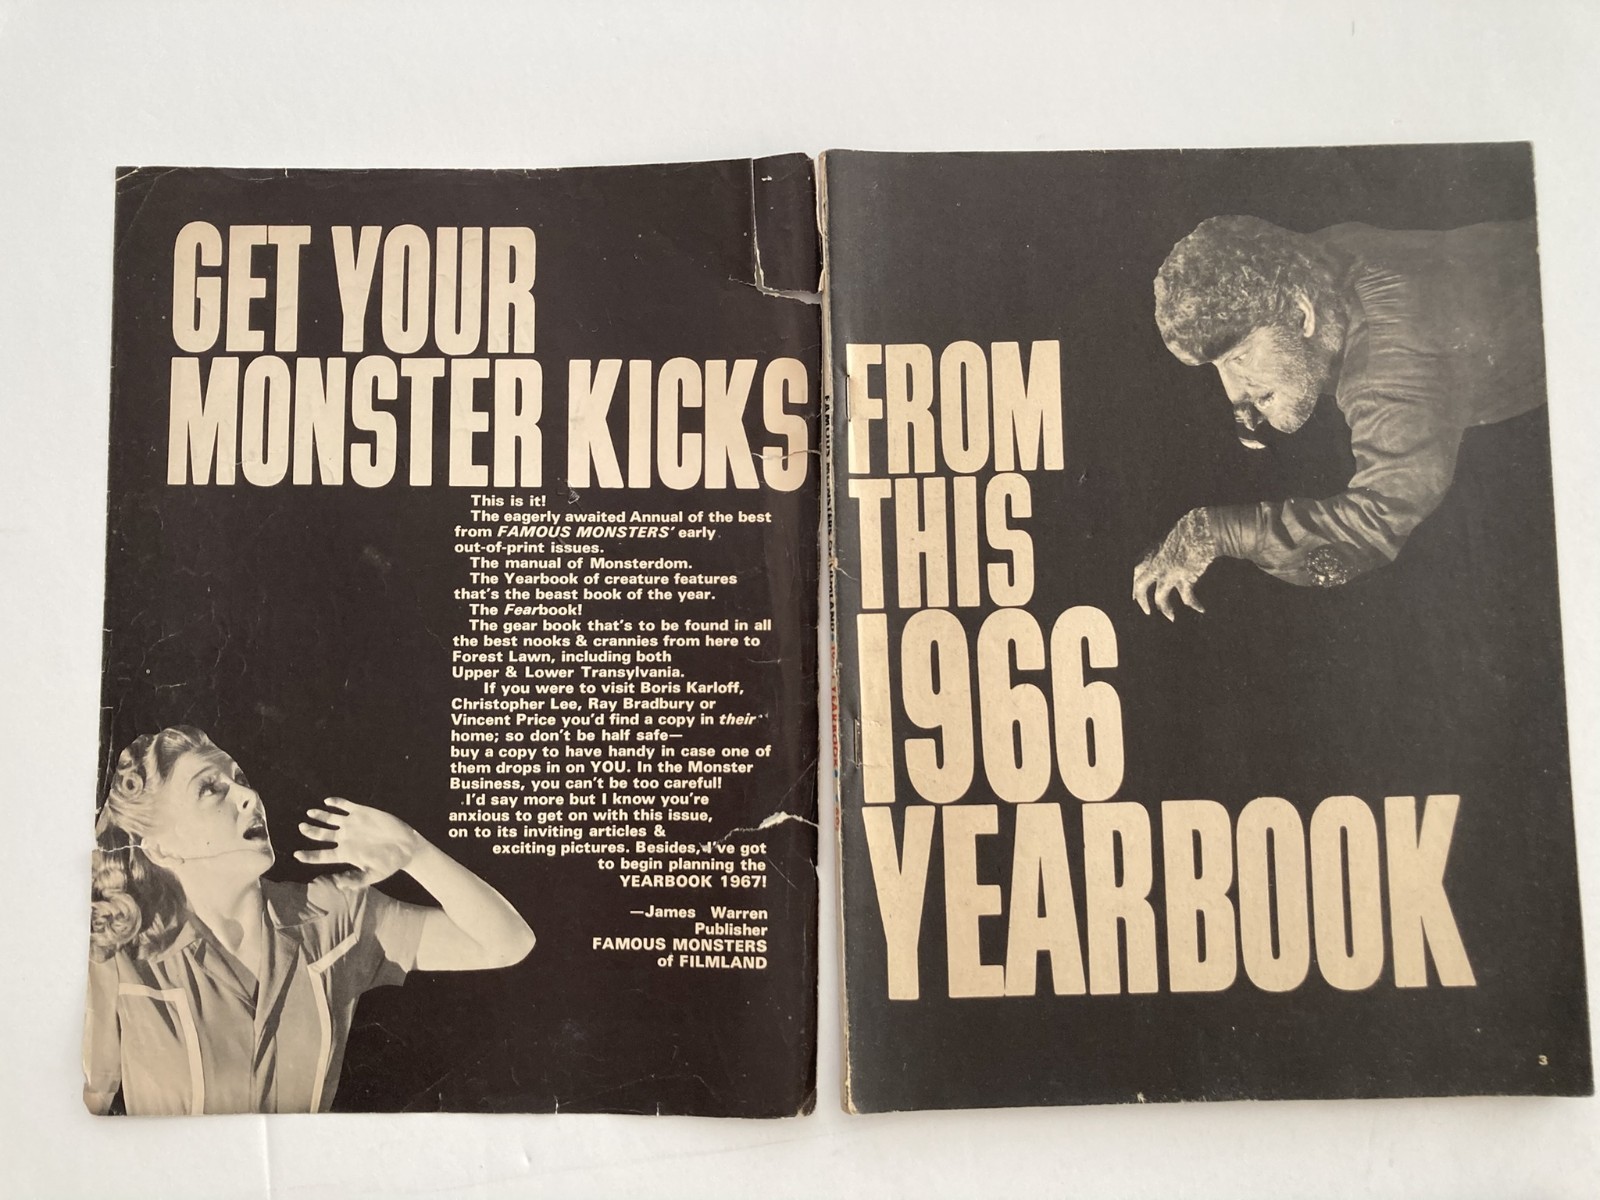 GET YOUR
MONSTER KICKS
This is it!
The eagerly awaited Annual of the best
from FAMOUS MONSTERS' early
out-of-print issues.
The manual of Monsterdom.
The Yearbook of creature features
that's the beast book of the year.
The Fearbook!
The gear book that's to be found in all
the best nooks & crannies from here to
Forest Lawn, including both
Upper & Lower Transylvania.
If you were to visit Boris Karloff,
Christopher Lee, Ray Bradbury or
Vincent Price you'd find a copy in their
home; so don't be half safe—
buy a copy to have handy in case one of
them drops in on YOU. In the Monster
Business, you can't be too careful!
I'd say more but I know you're
anxious to get on with this issue,
on to its inviting articles &
exciting pictures. Besides, I've got
to begin planning the
YEARBOOK 1967!
—James Warren
Publisher
FAMOUS MONSTERS
of FILMLAND
FAMOUS MONSTERS OF FILMLAND
YEARBOOK
FROM
THIS
1966
YEARBOOK
3